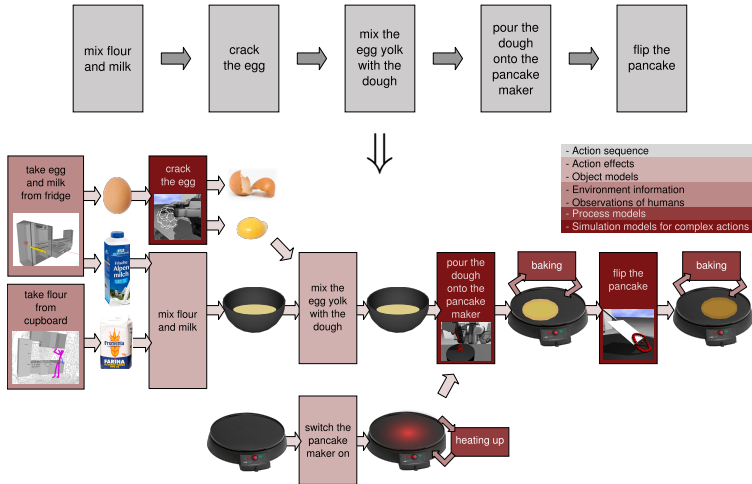 mix flour
and milk
crack
the egg
mix the
egg yolk
with the
dough
pour the
dough
onto the
pancake
maker
flip the
pancake
- Action sequence
- Action effects
- Object models
- Environment information
- Observations of humans
- Process models
- Simulation models for complex actions
take egg
and milk
from fridge
crack
the egg
Alpen
milch
take flour
from
cupboard
FARINA
mix flour
and milk
mix the
egg yolk
with the
dough
pour the
dough
onto the
pancake
maker
baking
flip the
pancake
baking
switch the
pancake
maker on
heating up